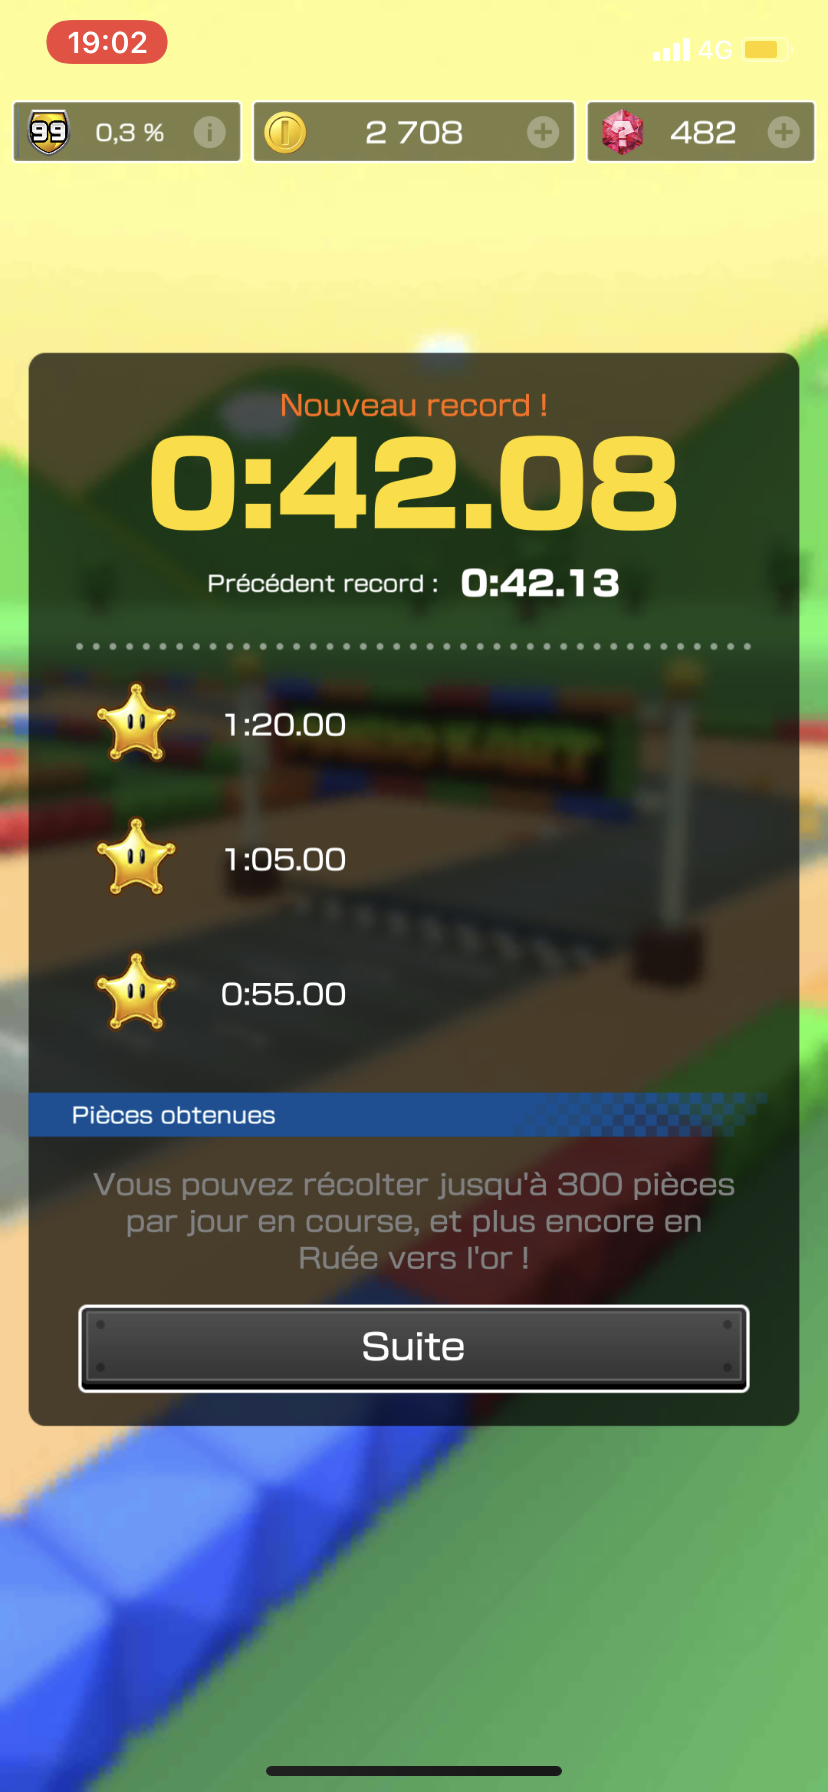 19:02
4G
99 0,3 % i
2 708 +
? 482 +
Nouveau record !
0:42.08
Précédent record : 0:42.13
1:20.00
1:05.00
0:55.00
Pièces obtenues
Vous pouvez récolter jusqu'à 300 pièces
par jour en course, et plus encore en
Ruée vers l'or !
Suite